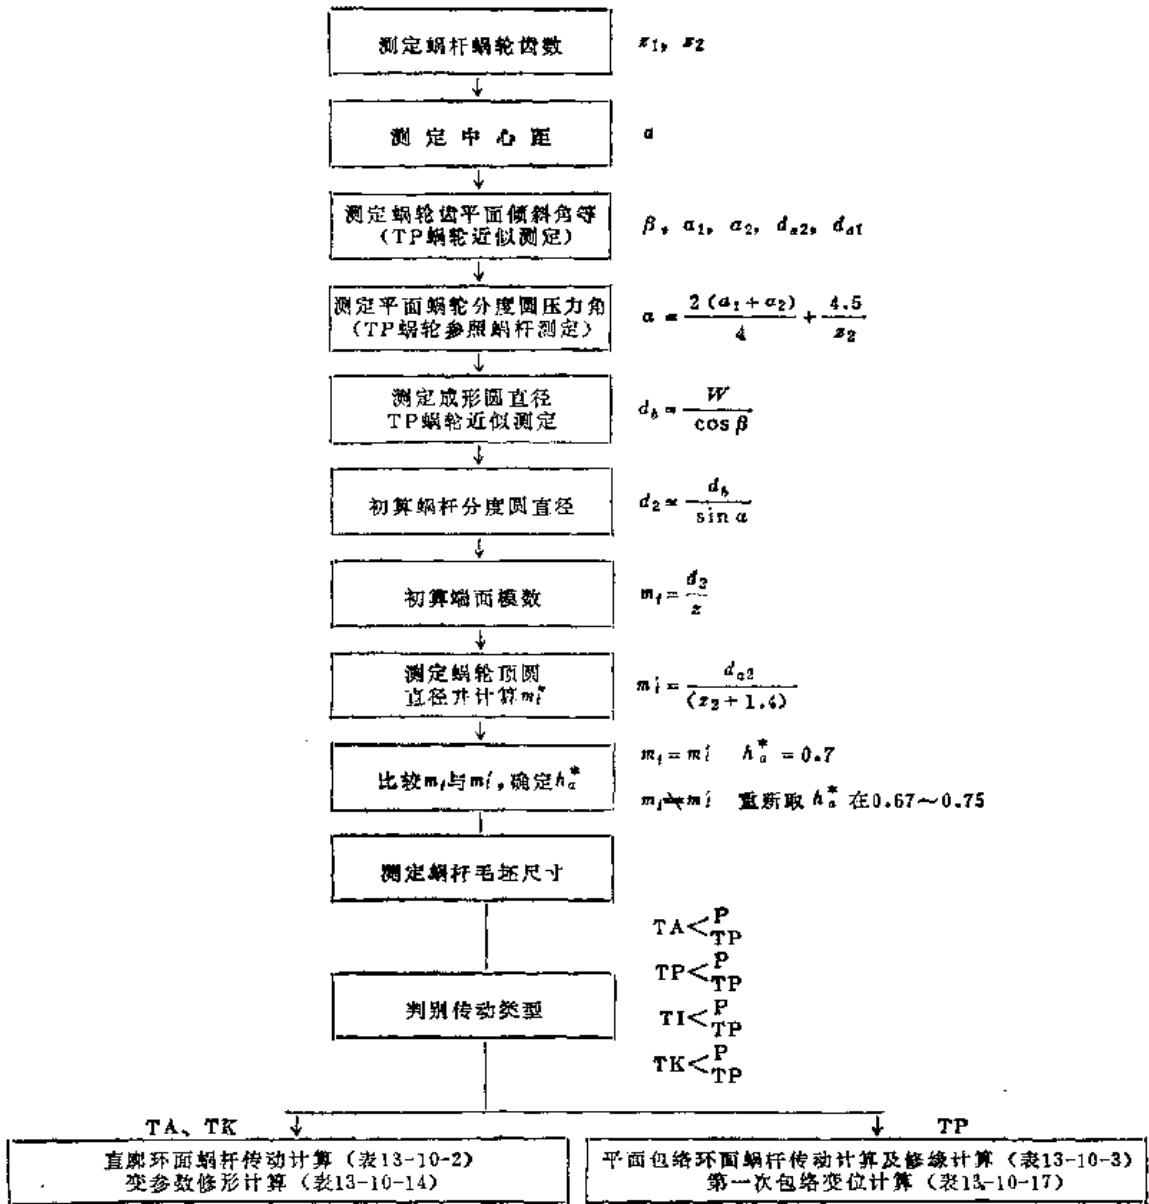 测定蜗杆蜗轮齿数 z₁, z₂
测 定 中 心 距 a
测定蜗轮齿平面倾斜角等
(TP蜗轮近似测定)
β, α₁, α₂, dₐ₂, dₐ₁
测定平面蜗轮分度圆压力角
(TP蜗轮参照蜗杆测定)
α = 2(α₁+α₂)/4 + 4.5/z₂
测定成形圆直径
TP蜗轮近似测定
d_b = W/cos β
初算蜗杆分度圆直径 d₂ = d_b/sin α
初算端面模数 m_t = d₂/z
测定蜗轮顶圆
直径并计算m_t*
m_t′ = dₐ₂/(z₂+1.4)
比较m_t与m_t′,确定hₐ*
m_t = m_t′ hₐ* = 0.7
m_t ≠ m_t′ 重新取 hₐ* 在0.67~0.75
测定蜗杆毛坯尺寸
判别传动类型
TA< P
TP
TP< P
TP
TI< P
TP
TK< P
TP
TA、TK
直廓环面蜗杆传动计算(表13-10-2)
变参数修形计算(表13-10-14)
TP
平面包络环面蜗杆传动计算及修缘计算(表13-10-3)
第一次包络变位计算(表13-10-17)